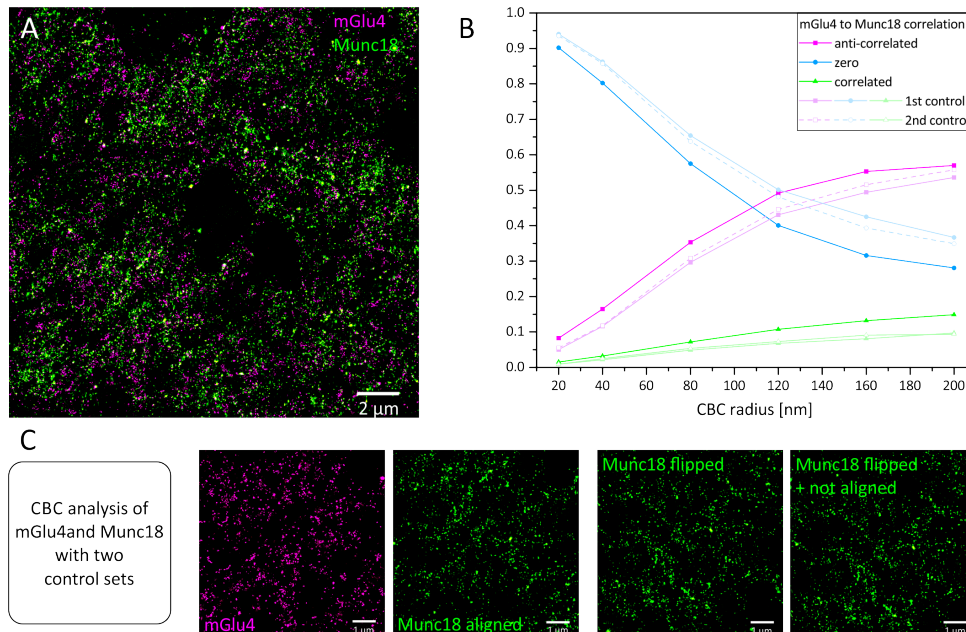 A
mGlu4
Munc18
2 µm
B
1.0
0.9
0.8
0.7
0.6
0.5
0.4
0.3
0.2
0.1
0.0
mGlu4 to Munc18 correlation
anti-correlated
zero
correlated
1st control
2nd control
20 40 60 80 100 120 140 160 180 200
CBC radius [nm]
C
CBC analysis of
mGlu4and Munc18
with two
control sets
mGlu4
1 µm
Munc18 aligned
1 µm
Munc18 flipped
1 µm
Munc18 flipped
+ not aligned
1 µm